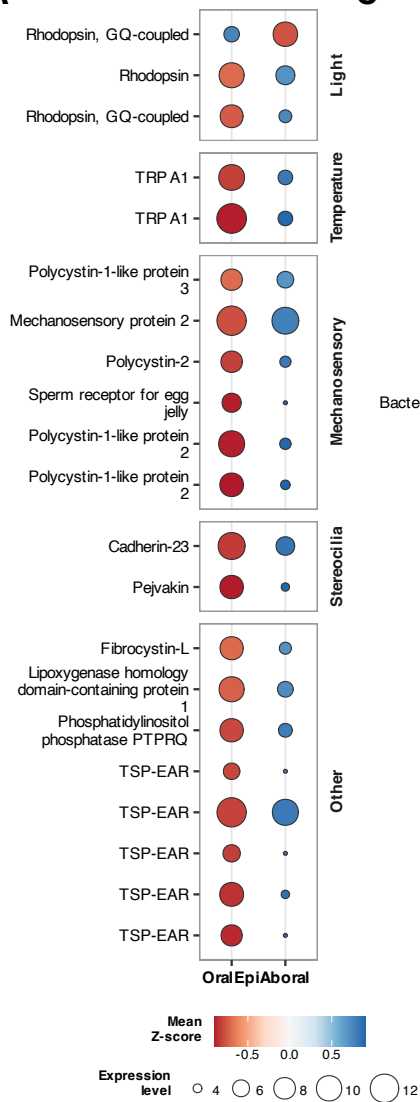 Rhodopsin, GQ-coupled
Rhodopsin
Rhodopsin, GQ-coupled
Light
TRP A1
TRP A1
Temperature
Polycystin-1-like protein
3
Mechanosensory protein 2
Polycystin-2
Sperm receptor for egg
jelly
Polycystin-1-like protein
2
Polycystin-1-like protein
2
Mechanosensory
Bacte
Cadherin-23
Pejvakin
Stereocilia
Fibrocystin-L
Lipoxygenase homology
domain-containing protein
1
Phosphatidylinositol
phosphatase PTPRQ
TSP-EAR
TSP-EAR
TSP-EAR
TSP-EAR
TSP-EAR
Other
OralEpiAboral
Mean
Z-score
-0.5 0.0 0.5
Expression
level
4 6 8 10 12